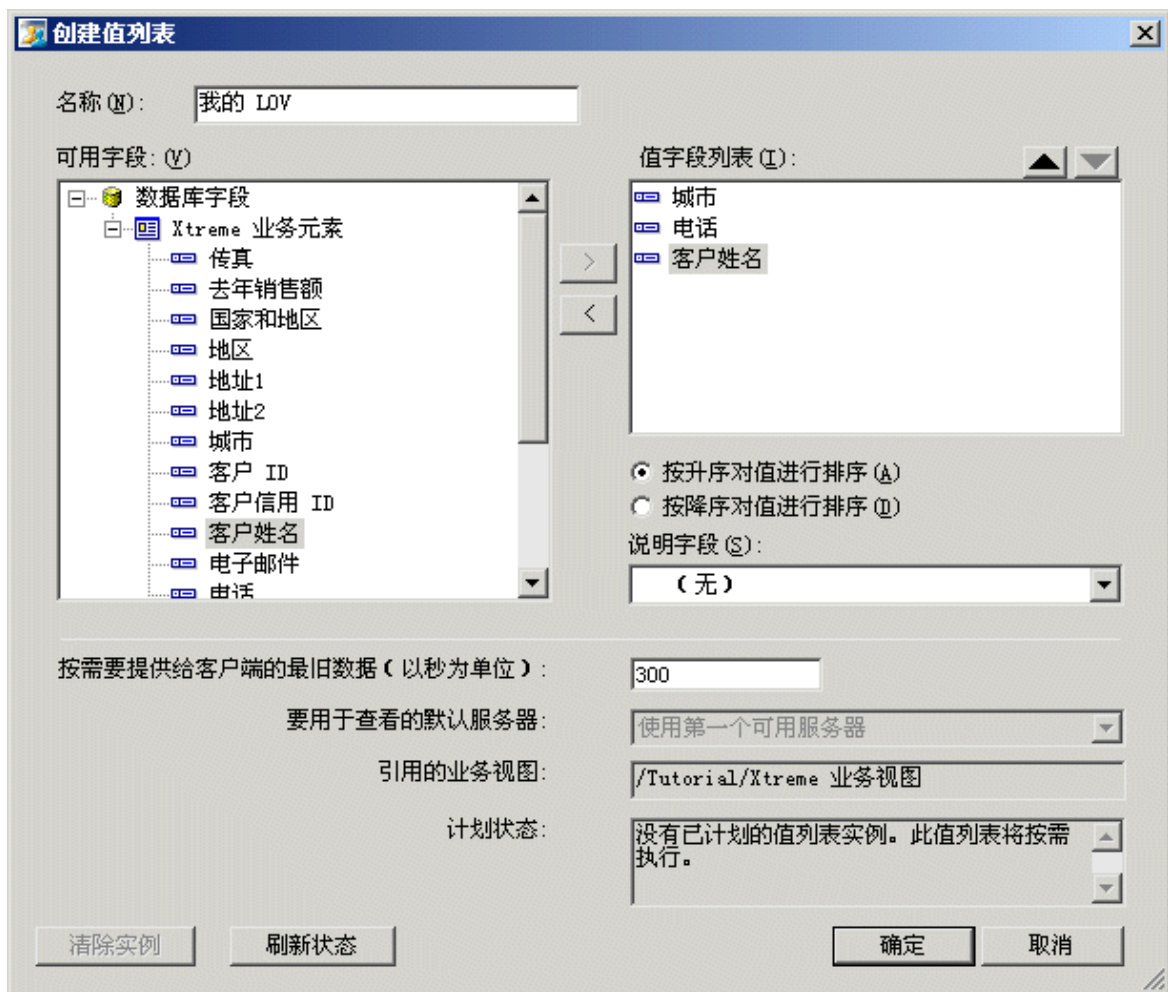 创建值列表
名称(N):
我的 LOV
可用字段:(V)
值字段列表(I):
数据库字段
Xtreme 业务元素
传真
去年销售额
国家和地区
地区
地址1
地址2
城市
客户 ID
客户信用 ID
客户姓名
电子邮件
电话
>
<
城市
电话
客户姓名
按升序对值进行排序(A)
按降序对值进行排序(D)
说明字段(S):
(无)
按需要提供给客户端的最旧数据(以秒为单位):
300
要用于查看的默认服务器:
使用第一个可用服务器
引用的业务视图:
/Tutorial/Xtreme 业务视图
计划状态:
没有已计划的值列表实例。此值列表将按需
执行。
清除实例
刷新状态
确定
取消